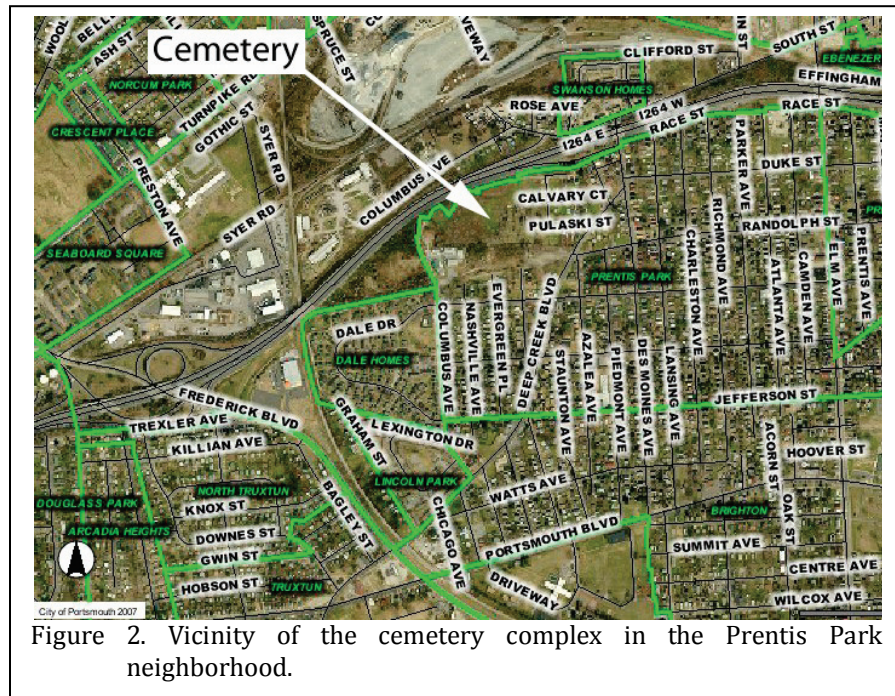 Cemetery
WOOL
BELL
ASH ST
NORCUM PARK
TURNPIKE R
GOTHIC ST
SPRUCE ST
CO
VEWAY
CLIFFORD ST
IN ST
SOUTH ST
EBENEZER
EFFINGHAM
SWANSON HOMES
ROSE AVE
I264 W
I264 E
RACE ST
RACE ST
CRESCENT PLACE
PRESTON AVE
SYER RD
SYER RD
COLUMBUS AVE
CALVARY CT
PULASKI ST
PARKER AVE
DUKE ST
RANDOLPH ST
PR
SEABOARD SQUARE
PRENTIS PARK
CHARLESTON AVE
RICHMOND AVE
ATLANTA AVE
CAMDEN AVE
ELM AVE
PRENTIS AVE
DALE DR
DALE HOMES
COLUMBUS AVE
NASHVILLE AVE
EVERGREEN PL
DEEP CREEK BLVD
STAUNTON AVE
AZALEA AVE
PIEDMONT AVE
DES MOINES AVE
LANSING AVE
JEFFERSON ST
FREDERICK BLVD
TREXLER AVE
KILLIAN AVE
GRAHAM ST
LEXINGTON DR
LINCOLN PARK
WATTS AVE
ACORN ST
HOOVER ST
DOUGLASS PARK
ARCADIA HEIGHTS
NORTH TRUXTUN
KNOX ST
DOWNES ST
GWIN ST
HOBSON ST
TRUXTUN
BAGLEY ST
CHICAGO AVE
PORTSMOUTH BLVD
DRIVEWAY
BRIGHTON
OAK ST
SUMMIT AVE
CENTRE AVE
WILCOX AVE
City of Portsmouth 2007
Figure 2. Vicinity of the cemetery complex in the Prentis Park
neighborhood.